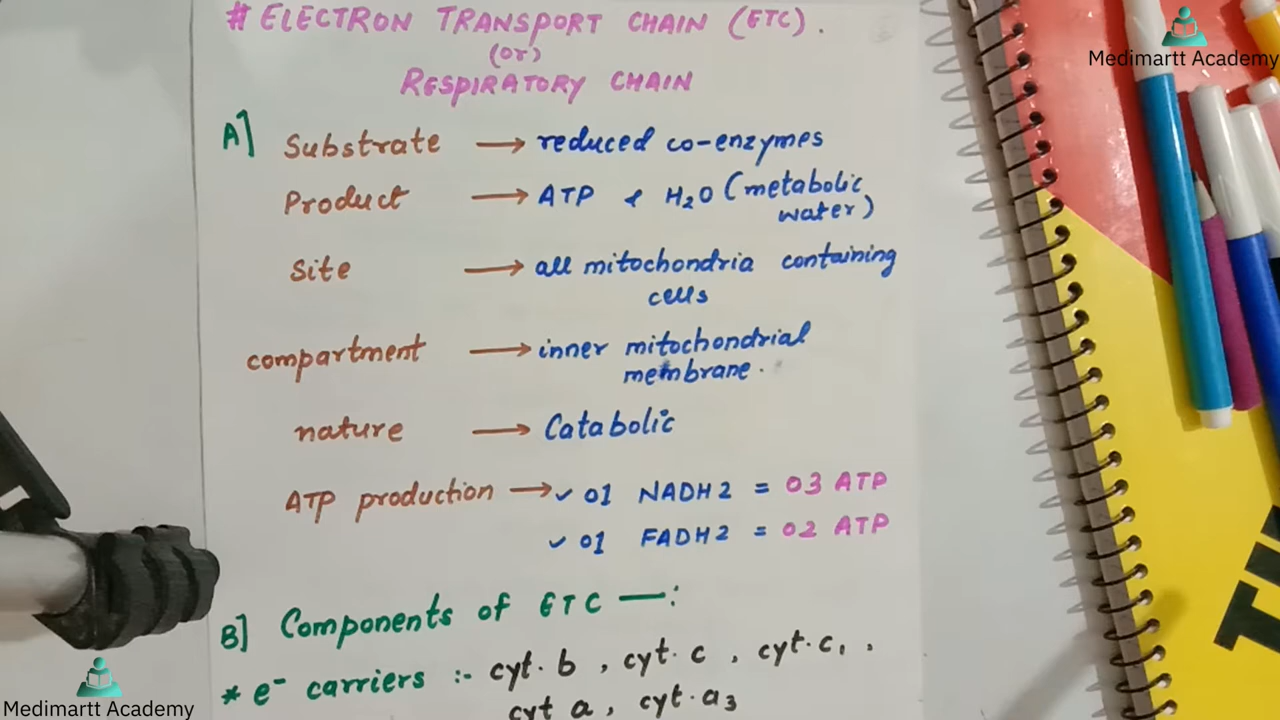 # ELECTRON TRANSPORT CHAIN (ETC).
(or)
RESPIRATORY CHAIN
A] Substrate → reduced co-enzymes
Product → ATP & H₂O (metabolic
water)
Site → all mitochondria containing
cells
compartment → inner mitochondrial
membrane.
nature → Catabolic
ATP production → ✓ 01 NADH2 = 03 ATP
✓ 01 FADH2 = 02 ATP
B] Components of ETC —:
* e⁻ carriers :- cyt. b , cyt. c , cyt. c₁ ,
cyt a , cyt. a₃
Medimartt Academy
Medimartt Academy